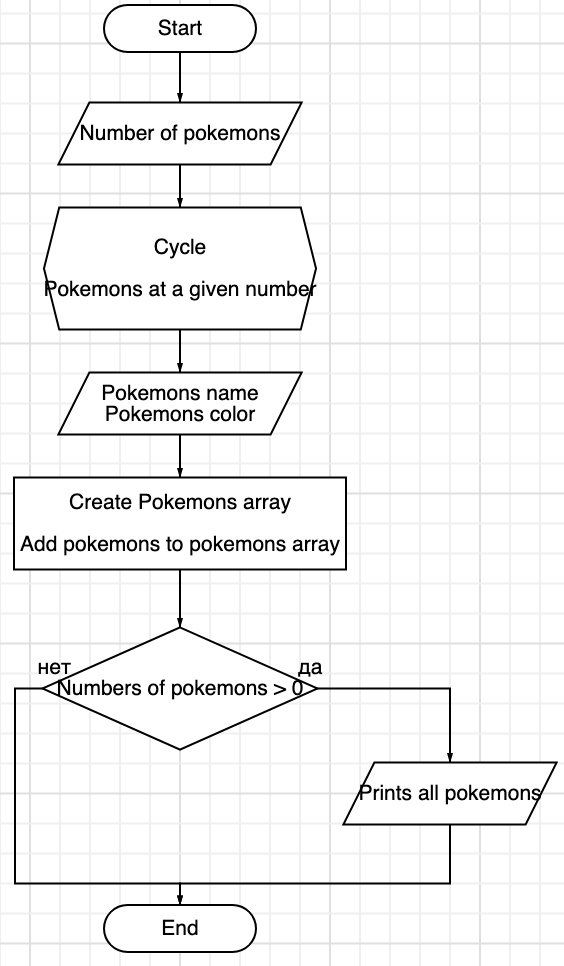 Start
Number of pokemons
Cycle
Pokemons at a given number
Pokemons name
Pokemons color
Create Pokemons array
Add pokemons to pokemons array
нет
да
Numbers of pokemons > 0
Prints all pokemons
End